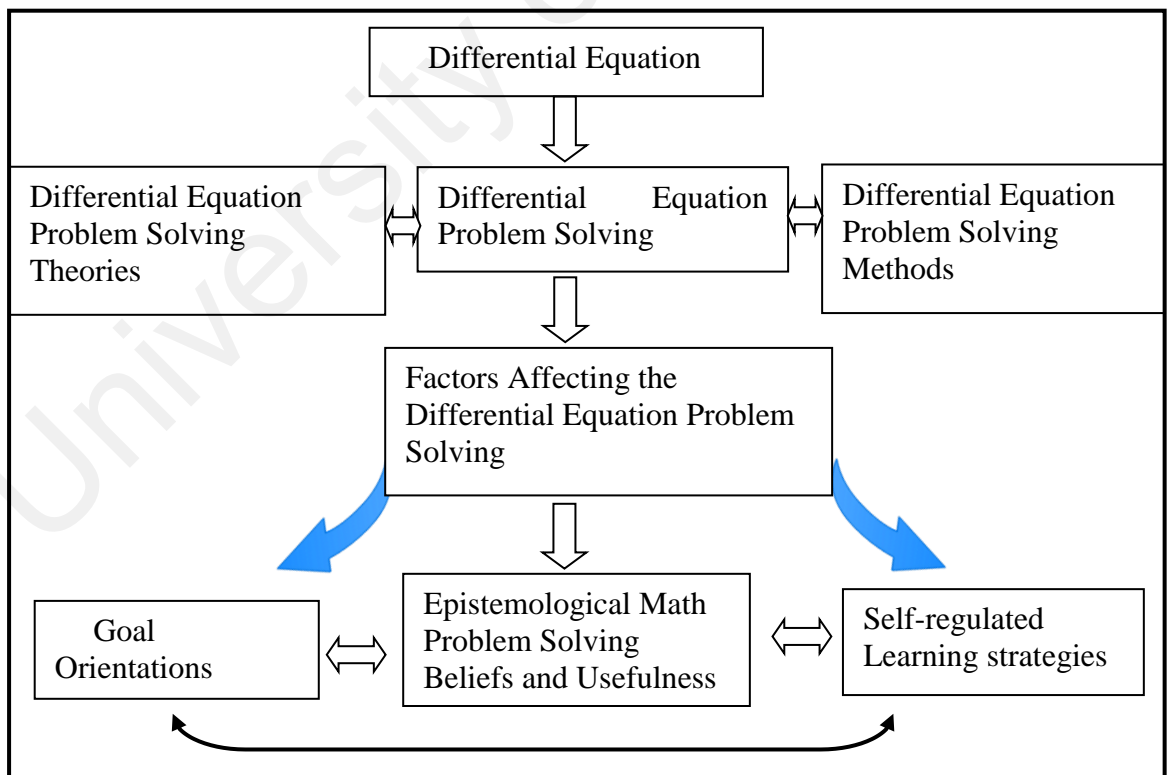 Differential Equation
Differential Equation
Problem Solving
Theories
Differential Equation
Problem Solving
Differential Equation
Problem Solving
Methods
Factors Affecting the
Differential Equation Problem
Solving
Goal
Orientations
Epistemological Math
Problem Solving
Beliefs and Usefulness
Self-regulated
Learning strategies
University